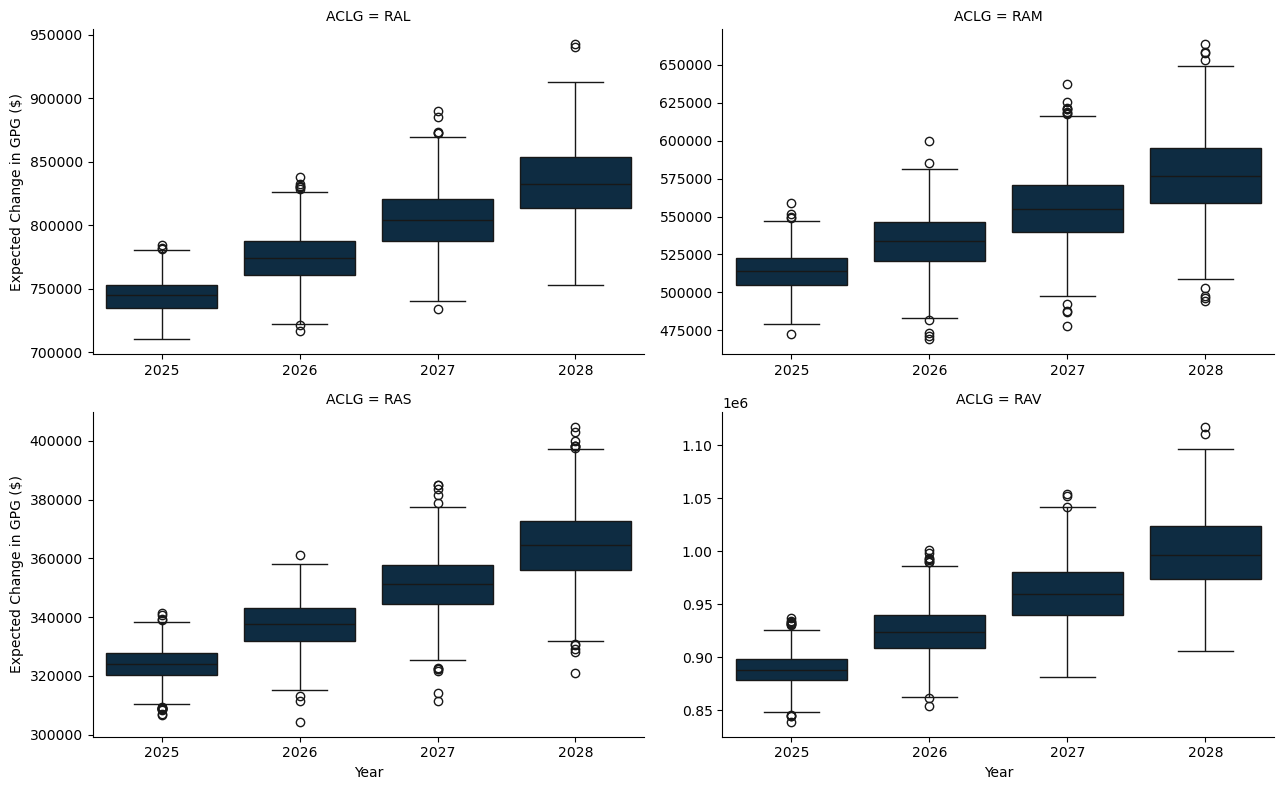 ACLG = RAL
Expected Change in GPG ($)
950000
900000
850000
800000
750000
700000
2025 2026 2027 2028
ACLG = RAM
650000
625000
600000
575000
550000
525000
500000
475000
2025 2026 2027 2028
ACLG = RAS
Expected Change in GPG ($)
400000
380000
360000
340000
320000
300000
2025 2026 2027 2028
Year
ACLG = RAV
1e6
1.10
1.05
1.00
0.95
0.90
0.85
2025 2026 2027 2028
Year